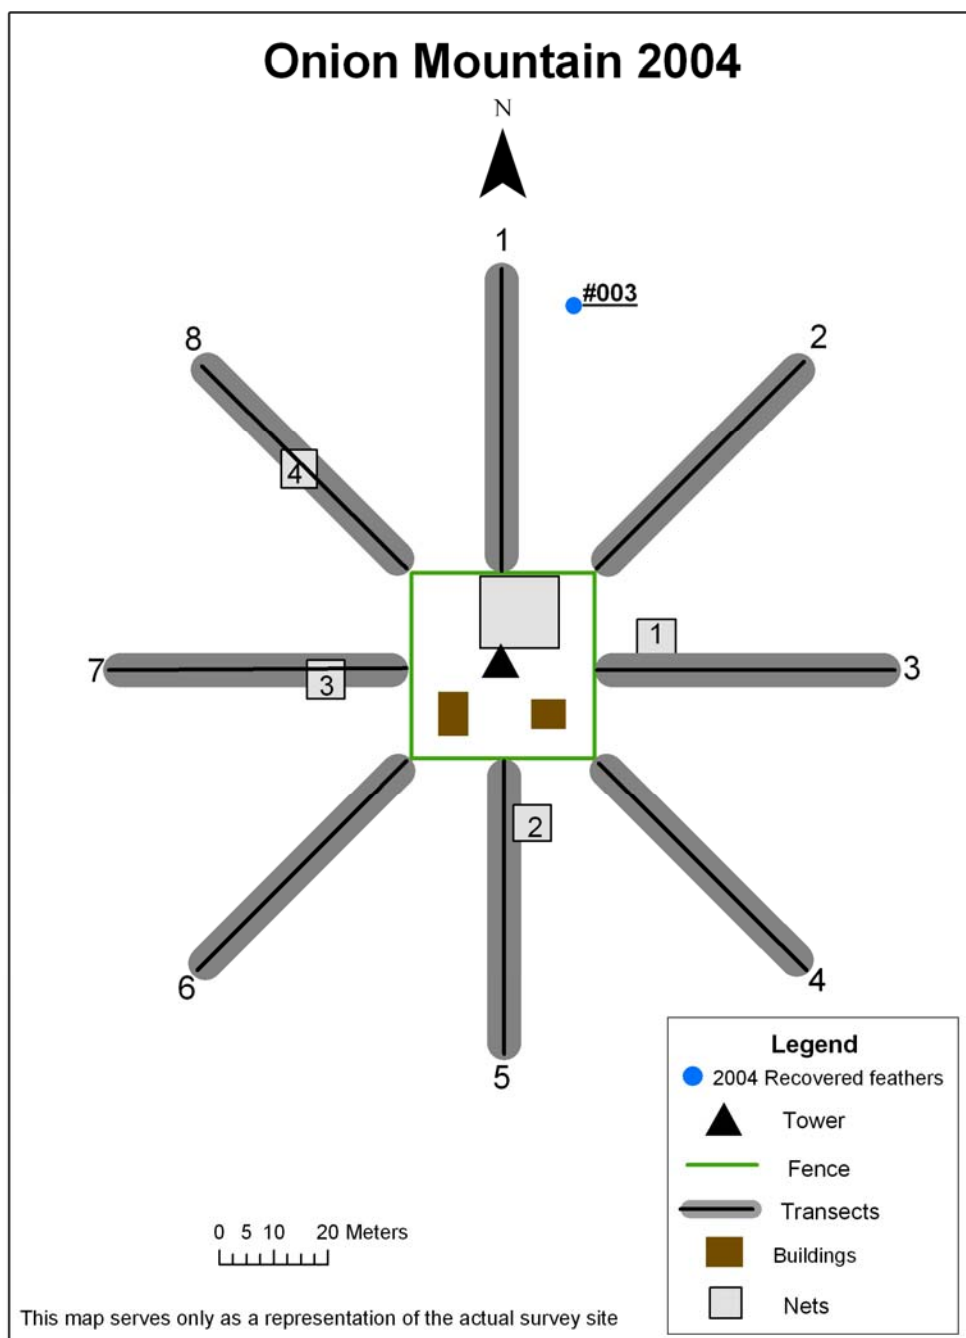 Onion Mountain 2004
N
1
#003
2
8
4
1
7
3
3
2
6
4
5
Legend
2004 Recovered feathers
Tower
Fence
Transects
Buildings
Nets
0 5 10 20 Meters
This map serves only as a representation of the actual survey site